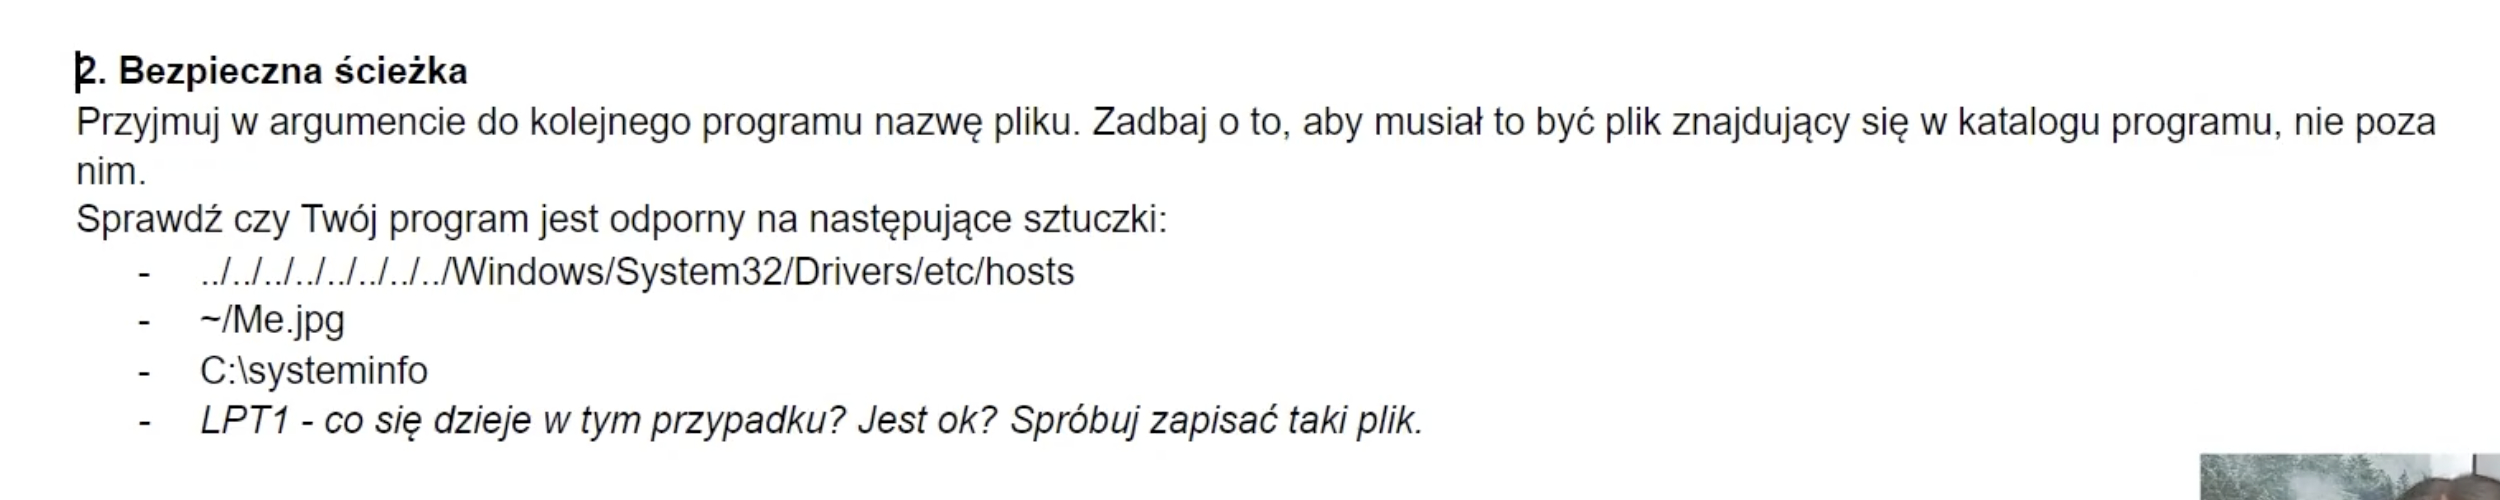 2. Bezpieczna ścieżka
Przyjmuj w argumencie do kolejnego programu nazwę pliku. Zadbaj o to, aby musiał to być plik znajdujący się w katalogu programu, nie poza
nim.
Sprawdź czy Twój program jest odporny na następujące sztuczki:
- ../../../../../../../../Windows/System32/Drivers/etc/hosts
- ~/Me.jpg
- C:\systeminfo
- LPT1 - co się dzieje w tym przypadku? Jest ok? Spróbuj zapisać taki plik.